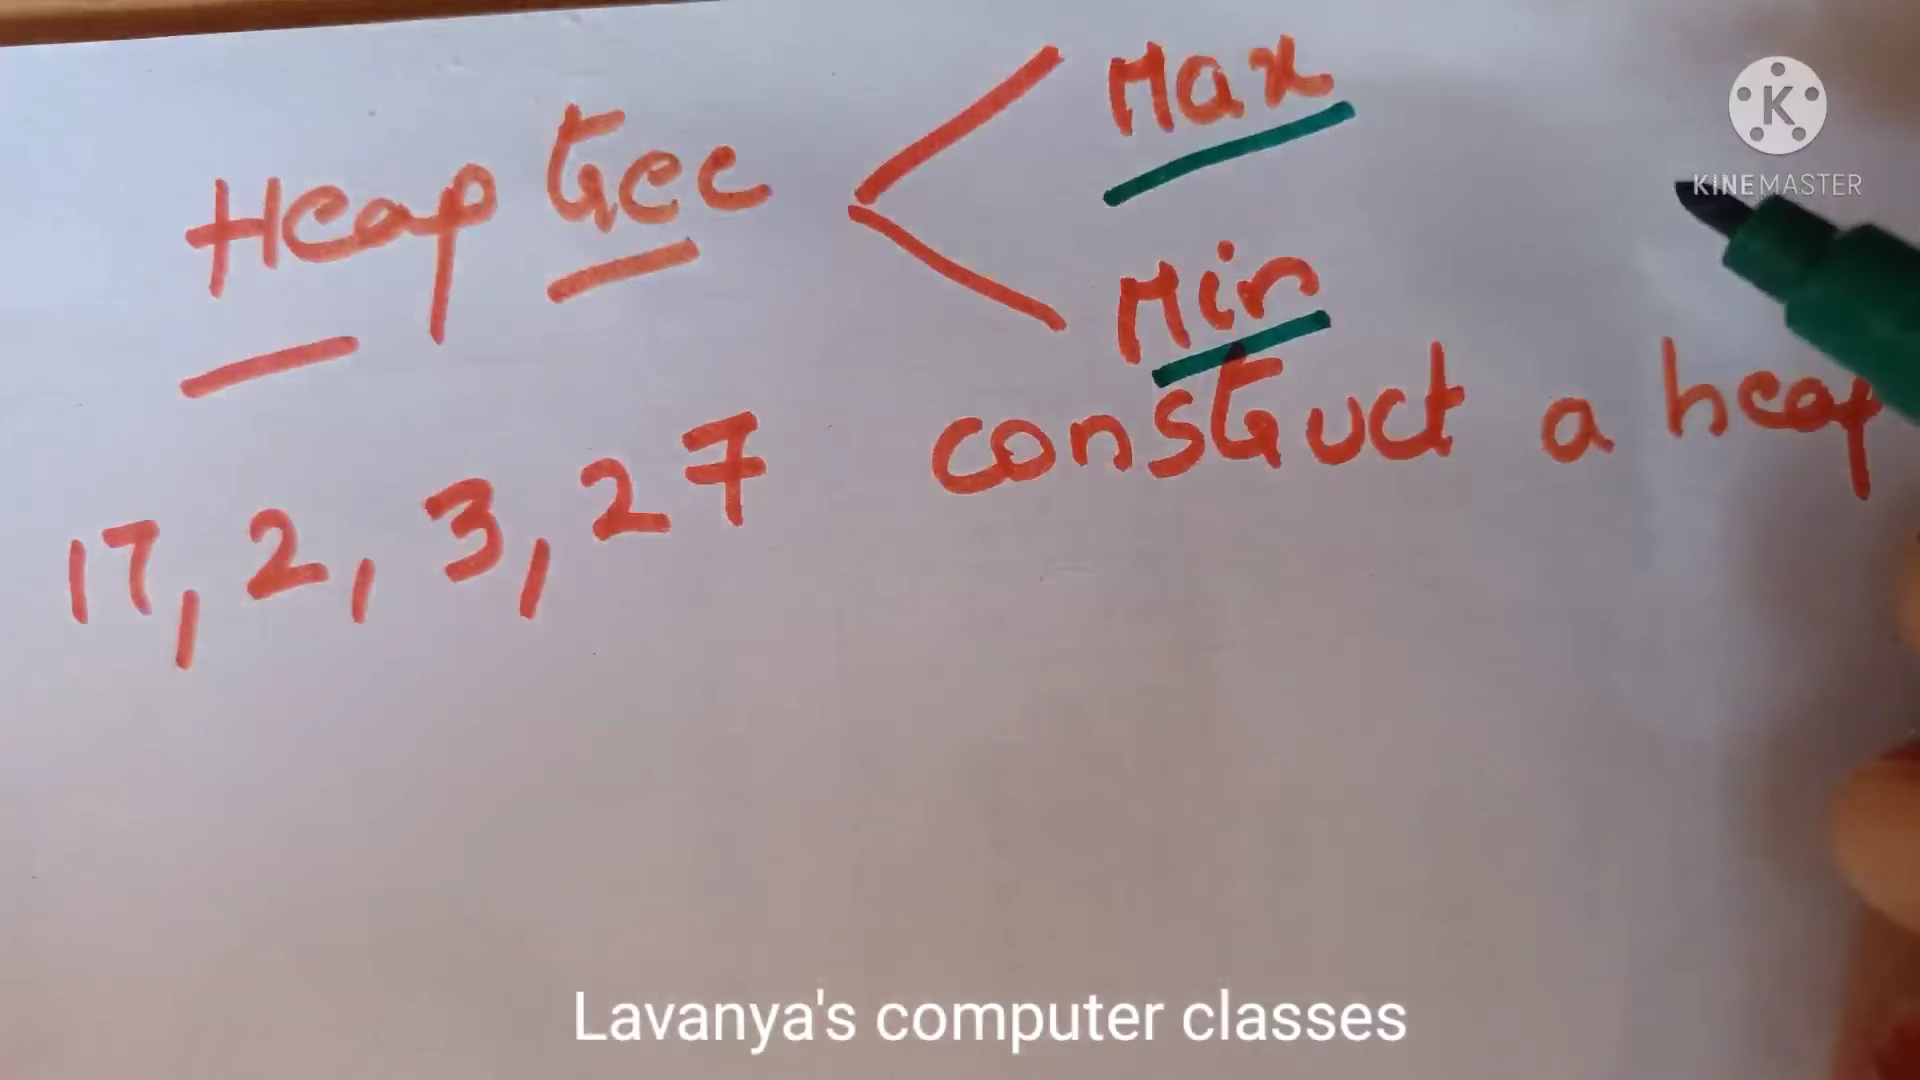 Heap tree
Max
Min
17, 2, 3, 27 construct a heap
KINEMASTER
Lavanya's computer classes